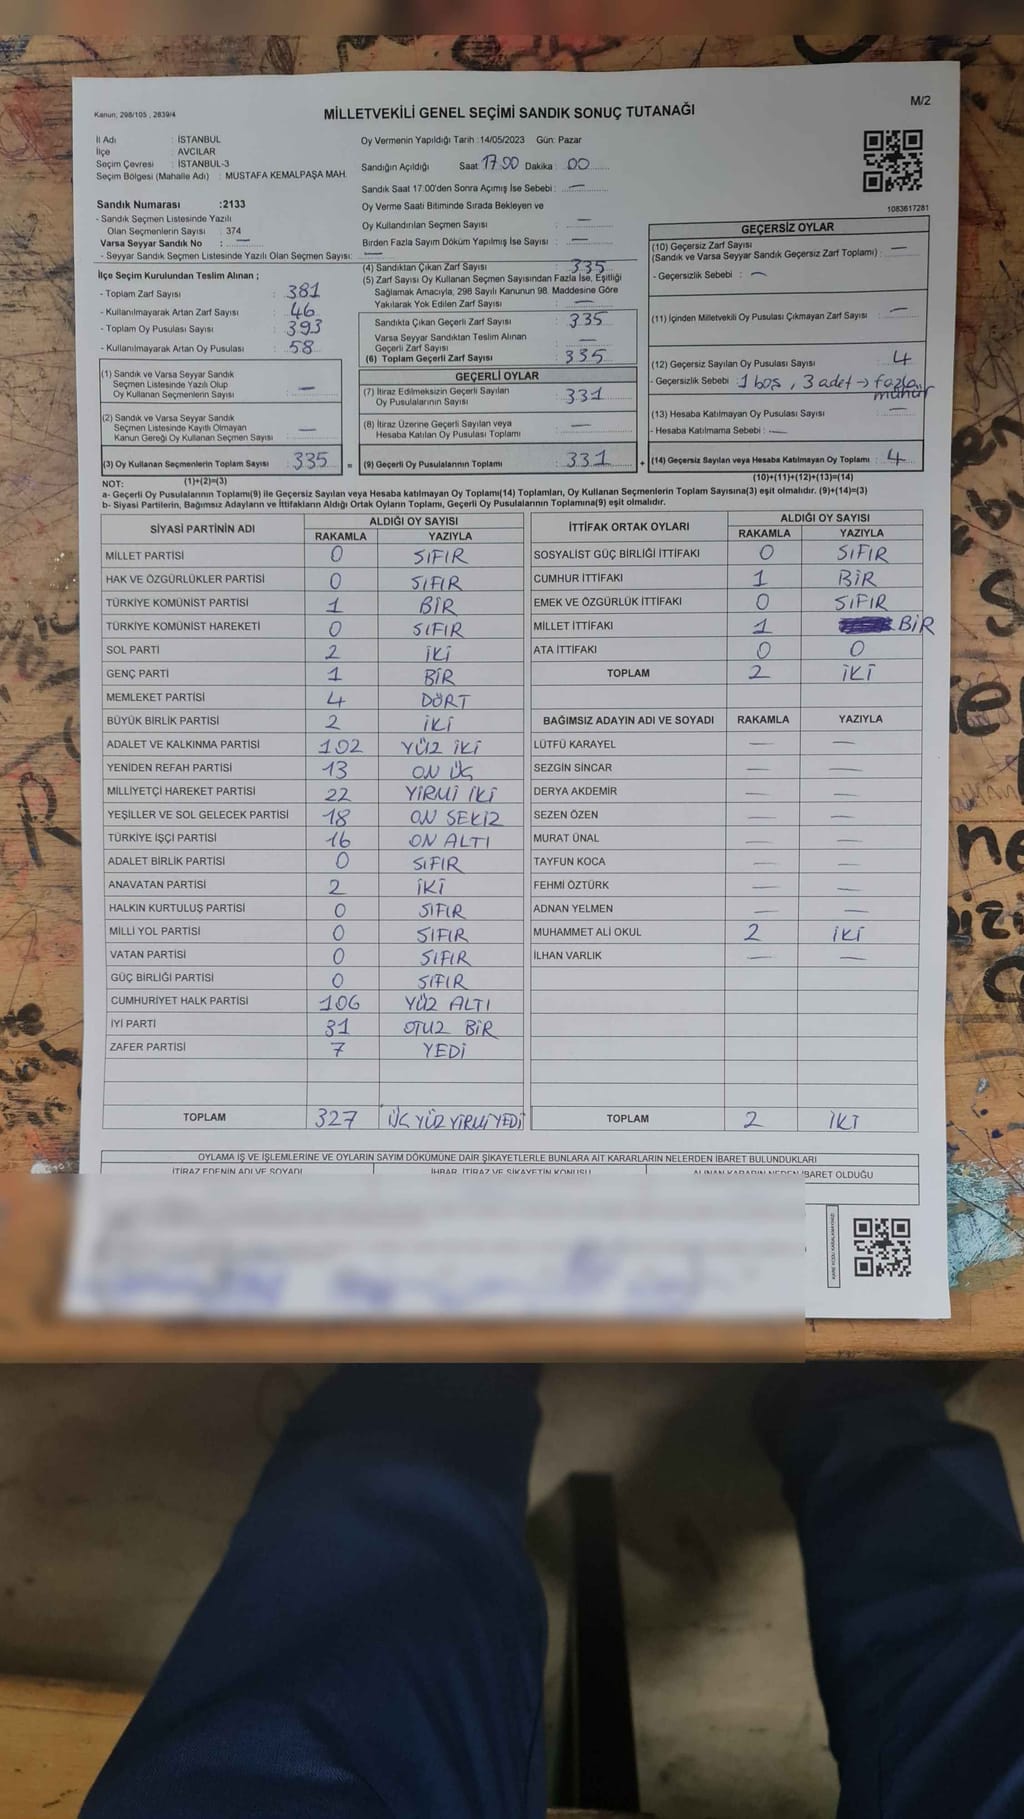 Kanun, 298/105 , 2839/4
MİLLETVEKİLİ GENEL SEÇİMİ SANDIK SONUÇ TUTANAĞI
M/2
İl Adı : İSTANBUL
İlçe : AVCILAR
Seçim Çevresi : İSTANBUL-3
Seçim Bölgesi (Mahalle Adı) : MUSTAFA KEMALPAŞA MAH.
Oy Vermenin Yapıldığı Tarih :14/05/2023 Gün: Pazar
Sandığın Açıldığı Saat 17.00 Dakika : 00
Sandık Saat 17:00'den Sonra Açımış İse Sebebi : —
Oy Verme Saati Bitiminde Sırada Bekleyen ve
Oy Kullandırılan Seçmen Sayısı : —
Birden Fazla Sayım Döküm Yapılmış İse Sayısı : —
1083617281
Sandık Numarası :2133
- Sandık Seçmen Listesinde Yazılı
Olan Seçmenlerin Sayısı : 374
Varsa Seyyar Sandık No : —
- Seyyar Sandık Seçmen Listesinde Yazılı Olan Seçmen Sayısı: —
İlçe Seçim Kurulundan Teslim Alınan ;
- Toplam Zarf Sayısı : 381
- Kullanılmayarak Artan Zarf Sayısı : 46
- Toplam Oy Pusulası Sayısı : 393
- Kullanılmayarak Artan Oy Pusulası : 58
(1) Sandık ve Varsa Seyyar Sandık
Seçmen Listesinde Yazılı Olup
Oy Kullanan Seçmenlerin Sayısı : —
(2) Sandık ve Varsa Seyyar Sandık
Seçmen Listesinde Kayıtlı Olmayan
Kanun Gereği Oy Kullanan Seçmen Sayısı : —
(3) Oy Kullanan Seçmenlerin Toplam Sayısı : 335
(1)+(2)=(3)
(4) Sandıktan Çıkan Zarf Sayısı : 335
(5) Zarf Sayısı Oy Kullanan Seçmen Sayısından Fazla İse, Eşitliği
Sağlamak Amacıyla, 298 Sayılı Kanunun 98. Maddesine Göre
Yakılarak Yok Edilen Zarf Sayısı : —
Sandıkta Çıkan Geçerli Zarf Sayısı : 335
Varsa Seyyar Sandıktan Teslim Alınan
Geçerli Zarf Sayısı : —
(6) Toplam Geçerli Zarf Sayısı : 335
GEÇERLİ OYLAR
(7) İtiraz Edilmeksizin Geçerli Sayılan
Oy Pusulalarının Sayısı : 331
(8) İtiraz Üzerine Geçerli Sayılan veya
Hesaba Katılan Oy Pusulası Toplamı : —
= (9) Geçerli Oy Pusulalarının Toplamı : 331
GEÇERSİZ OYLAR
(10) Geçersiz Zarf Sayısı
(Sandık ve Varsa Seyyar Sandık Geçersiz Zarf Toplamı) : —
- Geçersizlik Sebebi : —
(11) İçinden Milletvekili Oy Pusulası Çıkmayan Zarf Sayısı : —
(12) Geçersiz Sayılan Oy Pusulası Sayısı : 4
- Geçersizlik Sebebi : 1 boş , 3 adet → fazla
mühür
(13) Hesaba Katılmayan Oy Pusulası Sayısı : —
- Hesaba Katılmama Sebebi : —
+ (14) Geçersiz Sayılan veya Hesaba Katılmayan Oy Toplamı : 4
(10)+(11)+(12)+(13)=(14)
NOT:
a- Geçerli Oy Pusulalarının Toplamı(9) ile Geçersiz Sayılan veya Hesaba katılmayan Oy Toplamı(14) Toplamları, Oy Kullanan Seçmenlerin Toplam Sayısına(3) eşit olmalıdır. (9)+(14)=(3)
b- Siyasi Partilerin, Bağımsız Adayların ve İttifakların Aldığı Ortak Oyların Toplamı, Geçerli Oy Pusulalarının Toplamına(9) eşit olmalıdır.
SİYASİ PARTİNİN ADI ALDIĞI OY SAYISI
RAKAMLA YAZIYLA
MİLLET PARTİSİ 0 SIFIR
HAK VE ÖZGÜRLÜKLER PARTİSİ 0 SIFIR
TÜRKİYE KOMÜNİST PARTİSİ 1 BİR
TÜRKİYE KOMÜNİST HAREKETİ 0 SIFIR
SOL PARTİ 2 İKİ
GENÇ PARTİ 1 BİR
MEMLEKET PARTİSİ 4 DÖRT
BÜYÜK BİRLİK PARTİSİ 2 İKİ
ADALET VE KALKINMA PARTİSİ 102 YÜZ İKİ
YENİDEN REFAH PARTİSİ 13 ON ÜÇ
MİLLİYETÇİ HAREKET PARTİSİ 22 YİRMİ İKİ
YEŞİLLER VE SOL GELECEK PARTİSİ 18 ON SEKİZ
TÜRKİYE İŞÇİ PARTİSİ 16 ON ALTI
ADALET BİRLİK PARTİSİ 0 SIFIR
ANAVATAN PARTİSİ 2 İKİ
HALKIN KURTULUŞ PARTİSİ 0 SIFIR
MİLLİ YOL PARTİSİ 0 SIFIR
VATAN PARTİSİ 0 SIFIR
GÜÇ BİRLİĞİ PARTİSİ 0 SIFIR
CUMHURİYET HALK PARTİSİ 106 YÜZ ALTI
İYİ PARTİ 31 OTUZ BİR
ZAFER PARTİSİ 7 YEDİ
TOPLAM 327 ÜÇ YÜZ YİRMİ YEDİ
İTTİFAK ORTAK OYLARI ALDIĞI OY SAYISI
RAKAMLA YAZIYLA
SOSYALİST GÜÇ BİRLİĞİ İTTİFAKI 0 SIFIR
CUMHUR İTTİFAKI 1 BİR
EMEK VE ÖZGÜRLÜK İTTİFAKI 0 SIFIR
MİLLET İTTİFAKI 1 BİR
ATA İTTİFAKI 0 0
TOPLAM 2 İKİ
BAĞIMSIZ ADAYIN ADI VE SOYADI RAKAMLA YAZIYLA
LÜTFÜ KARAYEL — —
SEZGİN SİNCAR — —
DERYA AKDEMİR — —
SEZEN ÖZEN — —
MURAT ÜNAL — —
TAYFUN KOCA — —
FEHMİ ÖZTÜRK — —
ADNAN YELMEN — —
MUHAMMET ALİ OKUL 2 İKİ
İLHAN VARLIK — —
TOPLAM 2 İKİ
OYLAMA İŞ VE İŞLEMLERİNE VE OYLARIN SAYIM DÖKÜMÜNE DAİR ŞİKAYETLERLE BUNLARA AİT KARARLARIN NELERDEN İBARET BULUNDUKLARI
İTİRAZ EDENİN ADI VE SOYADI İHBAR, İTİRAZ VE ŞİKAYETİN KONUSU ALINAN KARARIN NEDEN İBARET OLDUĞU